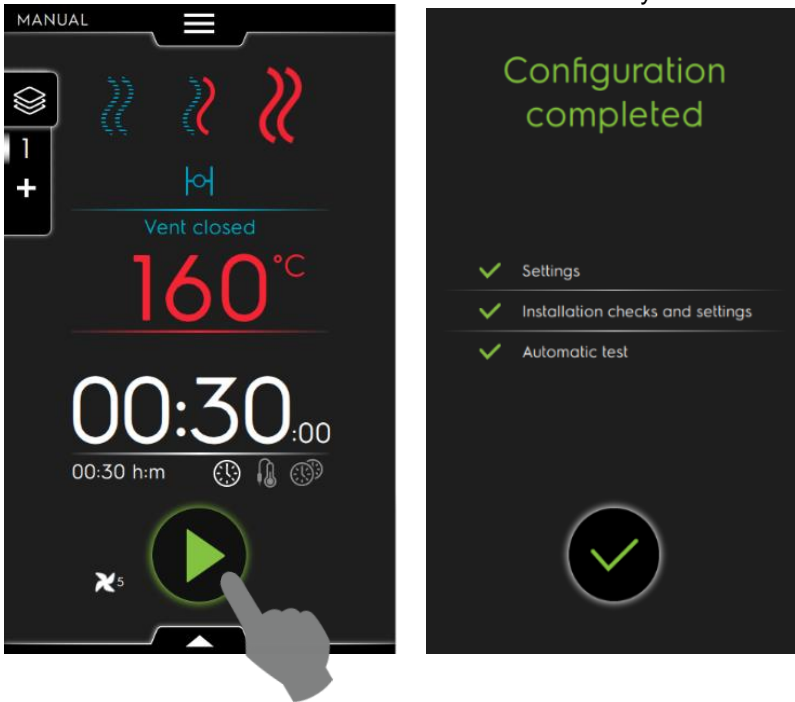 MANUAL
1
+
Vent closed
160°C
00:30:00
00:30 h:m
5
Configuration
completed
Settings
Installation checks and settings
Automatic test